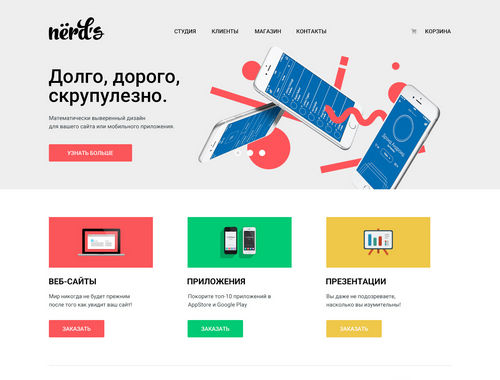 nёrd's
СТУДИЯ КЛИЕНТЫ МАГАЗИН КОНТАКТЫ КОРЗИНА
Долго, дорого,
скрупулезно.
Математически выверенный дизайн
для вашего сайта или мобильного приложения.
УЗНАТЬ БОЛЬШЕ
ВЕБ-САЙТЫ
Мир никогда не будет прежним
после того как увидит ваш сайт!
ЗАКАЗАТЬ
ПРИЛОЖЕНИЯ
Покорите топ-10 приложений в
AppStore и Google Play
ЗАКАЗАТЬ
ПРЕЗЕНТАЦИИ
Вы даже не подозреваете,
насколько вы изумительны!
ЗАКАЗАТЬ